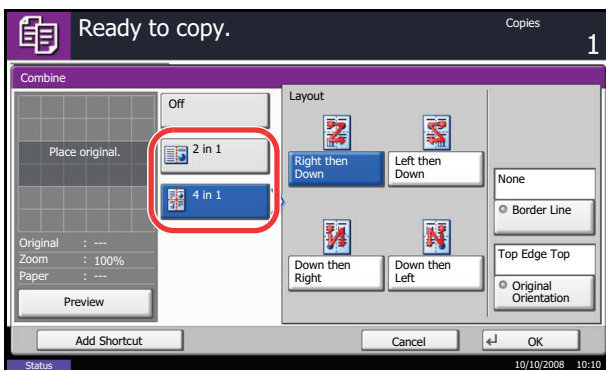 Ready to copy.
Copies
1
Combine
Place original.
Original : ---
Zoom : 100%
Paper : ---
Preview
Off
2 in 1
4 in 1
Layout
Right then
Down
Left then
Down
Down then
Right
Down then
Left
None
Border Line
Top Edge Top
Original
Orientation
Add Shortcut
Cancel
OK
Status
10/10/2008 10:10